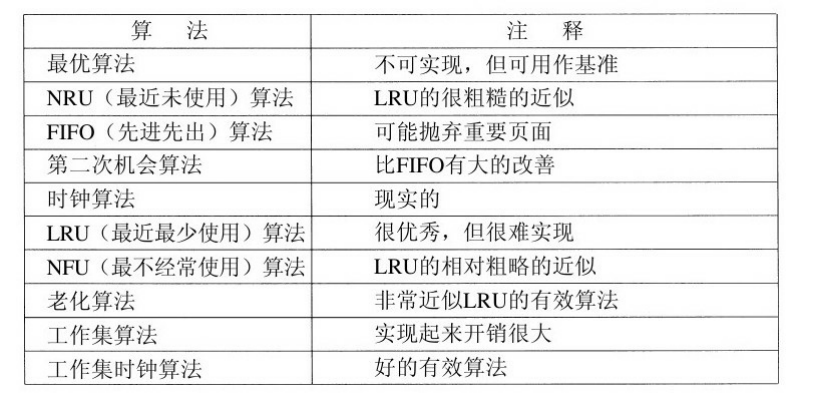 算 法 注 释
最优算法 不可实现，但可用作基准
NRU（最近未使用）算法 LRU的很粗糙的近似
FIFO（先进先出）算法 可能抛弃重要页面
第二次机会算法 比FIFO有大的改善
时钟算法 现实的
LRU（最近最少使用）算法 很优秀，但很难实现
NFU（最不经常使用）算法 LRU的相对粗略的近似
老化算法 非常近似LRU的有效算法
工作集算法 实现起来开销很大
工作集时钟算法 好的有效算法